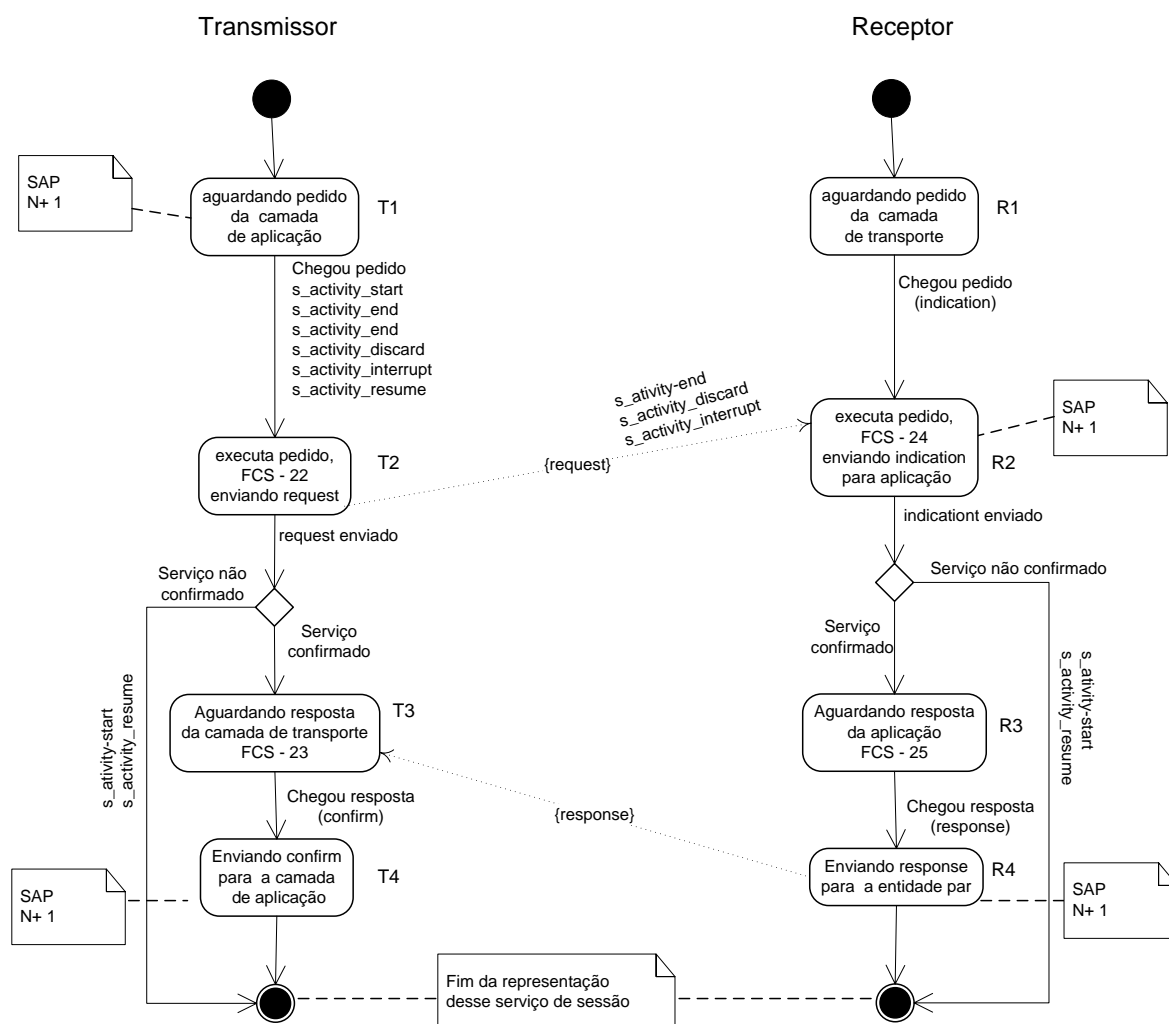 Transmissor
Receptor
SAP
N+ 1
aguardando pedido
da  camada
de aplicação
T1
aguardando pedido
da  camada
de transporte
R1
Chegou pedido
s_activity_start
s_activity_end
s_activity_end
s_activity_discard
s_activity_interrupt
s_activity_resume
Chegou pedido
(indication)
s_ativity-end
s_activity_discard
s_activity_interrupt
{request}
executa pedido,
FCS - 22
enviando request
T2
executa pedido,
FCS - 24
enviando indication
para aplicação
R2
SAP
N+ 1
request enviado
indicationt enviado
Serviço não
confirmado
Serviço não confirmado
Serviço
confirmado
Serviço
confirmado
s_ativity-start
s_activity_resume
s_ativity-start
s_activity_resume
Aguardando resposta
da camada de transporte
FCS - 23
T3
Aguardando resposta
da aplicação
FCS - 25
R3
Chegou resposta
(confirm)
{response}
Chegou resposta
(response)
SAP
N+ 1
Enviando confirm
para  a camada
de aplicação
T4
Enviando response
para  a entidade par
R4
SAP
N+ 1
Fim da representação
desse serviço de sessão